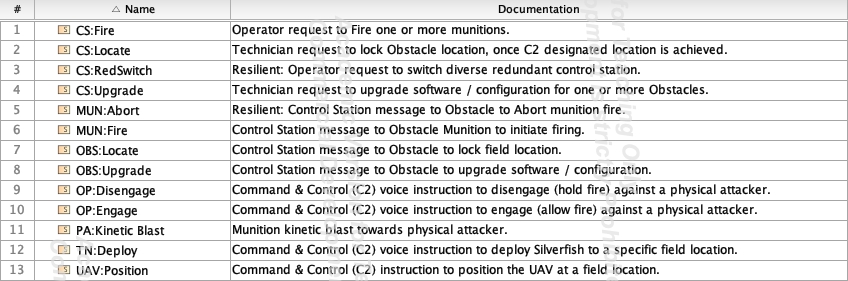 # Name Documentation
1 CS:Fire Operator request to Fire one or more munitions.
2 CS:Locate Technician request to lock Obstacle location, once C2 designated location is achieved.
3 CS:RedSwitch Resilient: Operator request to switch diverse redundant control station.
4 CS:Upgrade Technician request to upgrade software / configuration for one or more Obstacles.
5 MUN:Abort Resilient: Control Station message to Obstacle to Abort munition fire.
6 MUN:Fire Control Station message to Obstacle Munition to initiate firing.
7 OBS:Locate Control Station message to Obstacle to lock field location.
8 OBS:Upgrade Control Station message to Obstacle to upgrade software / configuration.
9 OP:Disengage Command & Control (C2) voice instruction to disengage (hold fire) against a physical attacker.
10 OP:Engage Command & Control (C2) voice instruction to engage (allow fire) against a physical attacker.
11 PA:Kinetic Blast Munition kinetic blast towards physical attacker.
12 TN:Deploy Command & Control (C2) voice instruction to deploy Silverfish to a specific field location.
13 UAV:Position Command & Control (C2) instruction to position the UAV at a field location.